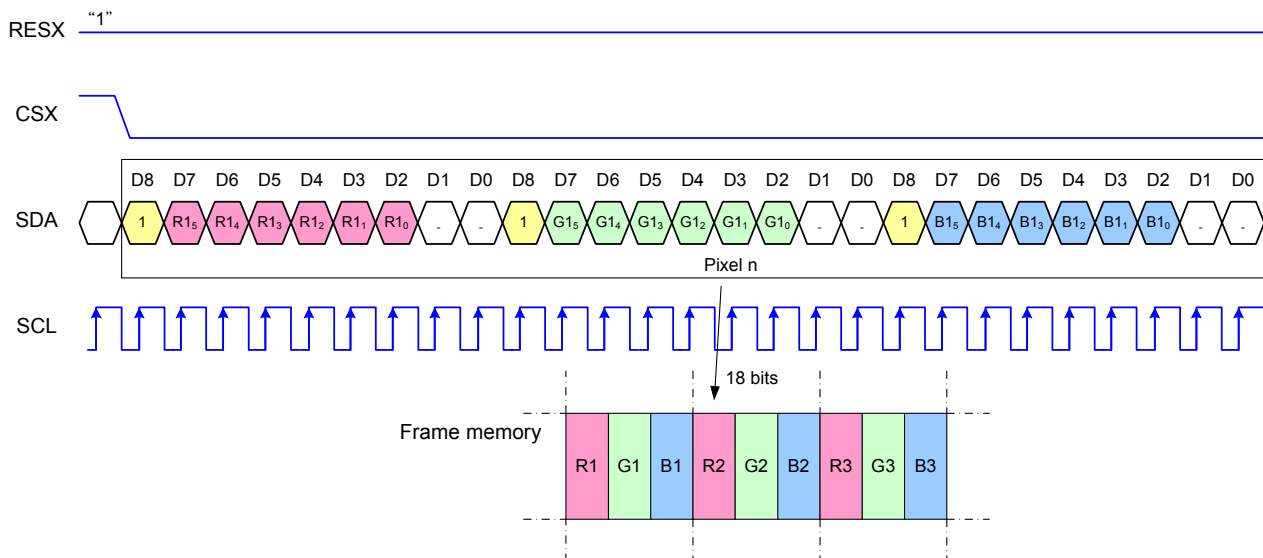 “1”
RESX
CSX
D8 D7 D6 D5 D4 D3 D2 D1 D0 D8 D7 D6 D5 D4 D3 D2 D1 D0 D8 D7 D6 D5 D4 D3 D2 D1 D0
SDA 1 R1₅ R1₄ R1₃ R1₂ R1₁ R1₀ - - 1 G1₅ G1₄ G1₃ G1₂ G1₁ G1₀ - - 1 B1₅ B1₄ B1₃ B1₂ B1₁ B1₀ - -
Pixel n
SCL
18 bits
Frame memory
R1 G1 B1 R2 G2 B2 R3 G3 B3